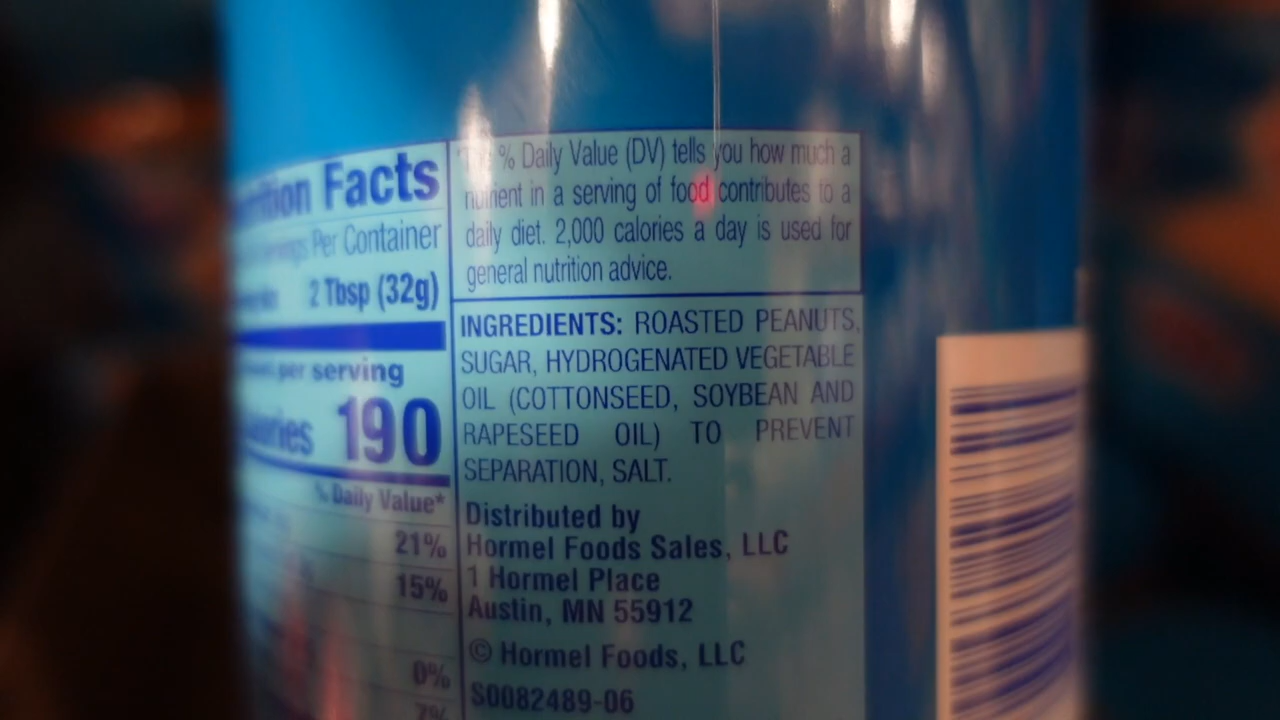 Facts
Per Container
2 Tbsp (32g)
per serving
190
% Daily Value*
21%
15%
0%
7%
% Daily Value (DV) tells you how much a
nutrient in a serving of food contributes to a
daily diet. 2,000 calories a day is used for
general nutrition advice.
INGREDIENTS: ROASTED PEANUTS,
SUGAR, HYDROGENATED VEGETABLE
OIL (COTTONSEED, SOYBEAN AND
RAPESEED OIL) TO PREVENT
SEPARATION, SALT.
Distributed by
Hormel Foods Sales, LLC
1 Hormel Place
Austin, MN 55912
© Hormel Foods, LLC
S0082489-06